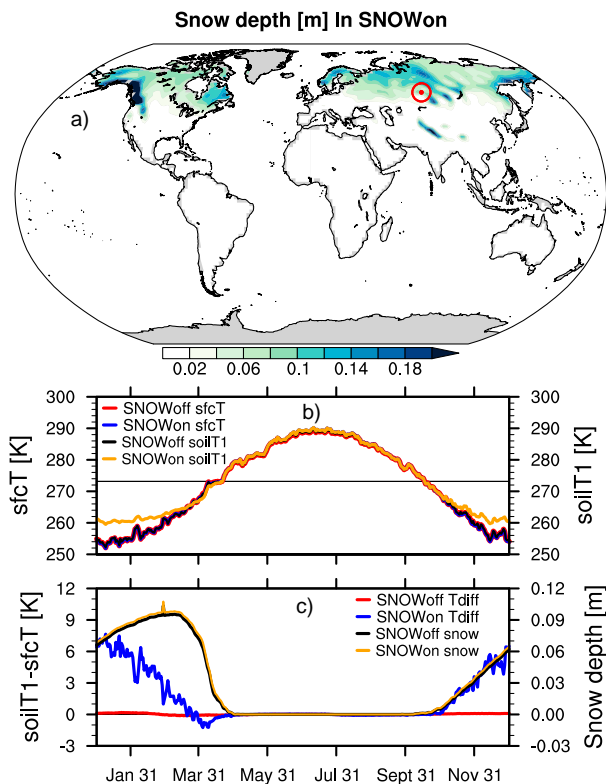 Snow depth [m] In SNOWon
a)
0.02 0.06 0.1 0.14 0.18
b)
SNOWoff sfcT
SNOWon sfcT
SNOWoff soilT1
SNOWon soilT1
sfcT [K]
300
290
280
270
260
250
soilT1 [K]
300
290
280
270
260
250
c)
SNOWoff Tdiff
SNOWon Tdiff
SNOWoff snow
SNOWon snow
soilT1-sfcT [K]
12
9
6
3
0
-3
Snow depth [m]
0.12
0.09
0.06
0.03
0.00
-0.03
Jan 31 Mar 31 May 31 Jul 31 Sept 31 Nov 31